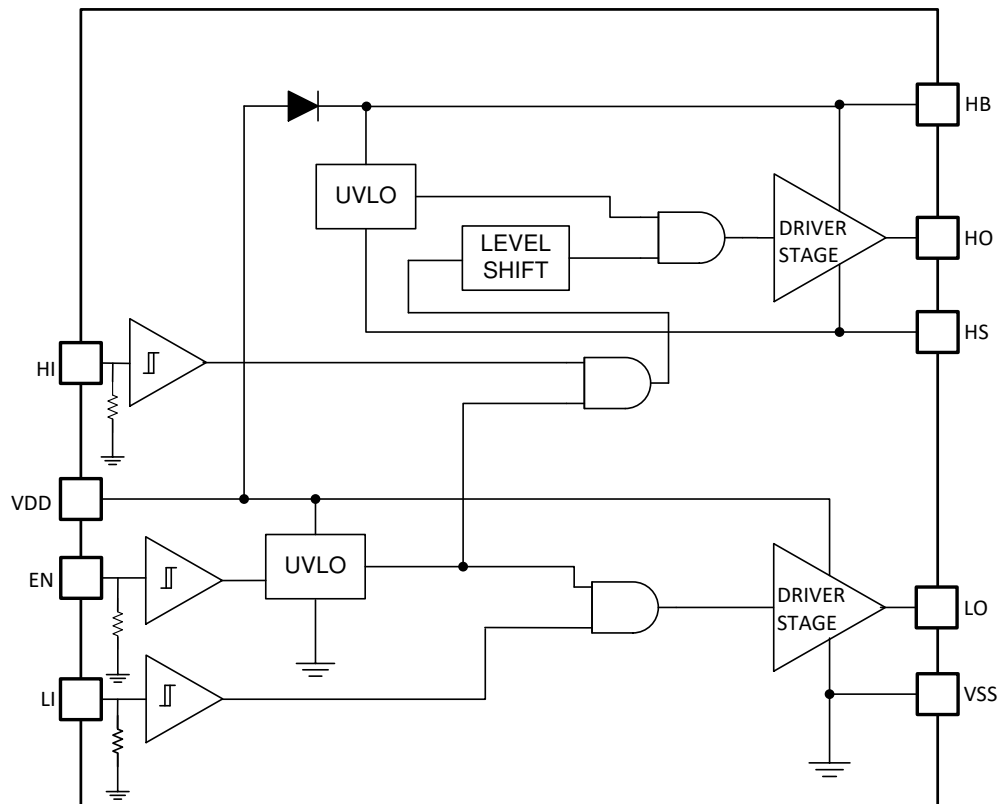 HB
UVLO
LEVEL
SHIFT
DRIVER
STAGE
HO
HS
HI
VDD
EN
UVLO
DRIVER
STAGE
LO
LI
VSS